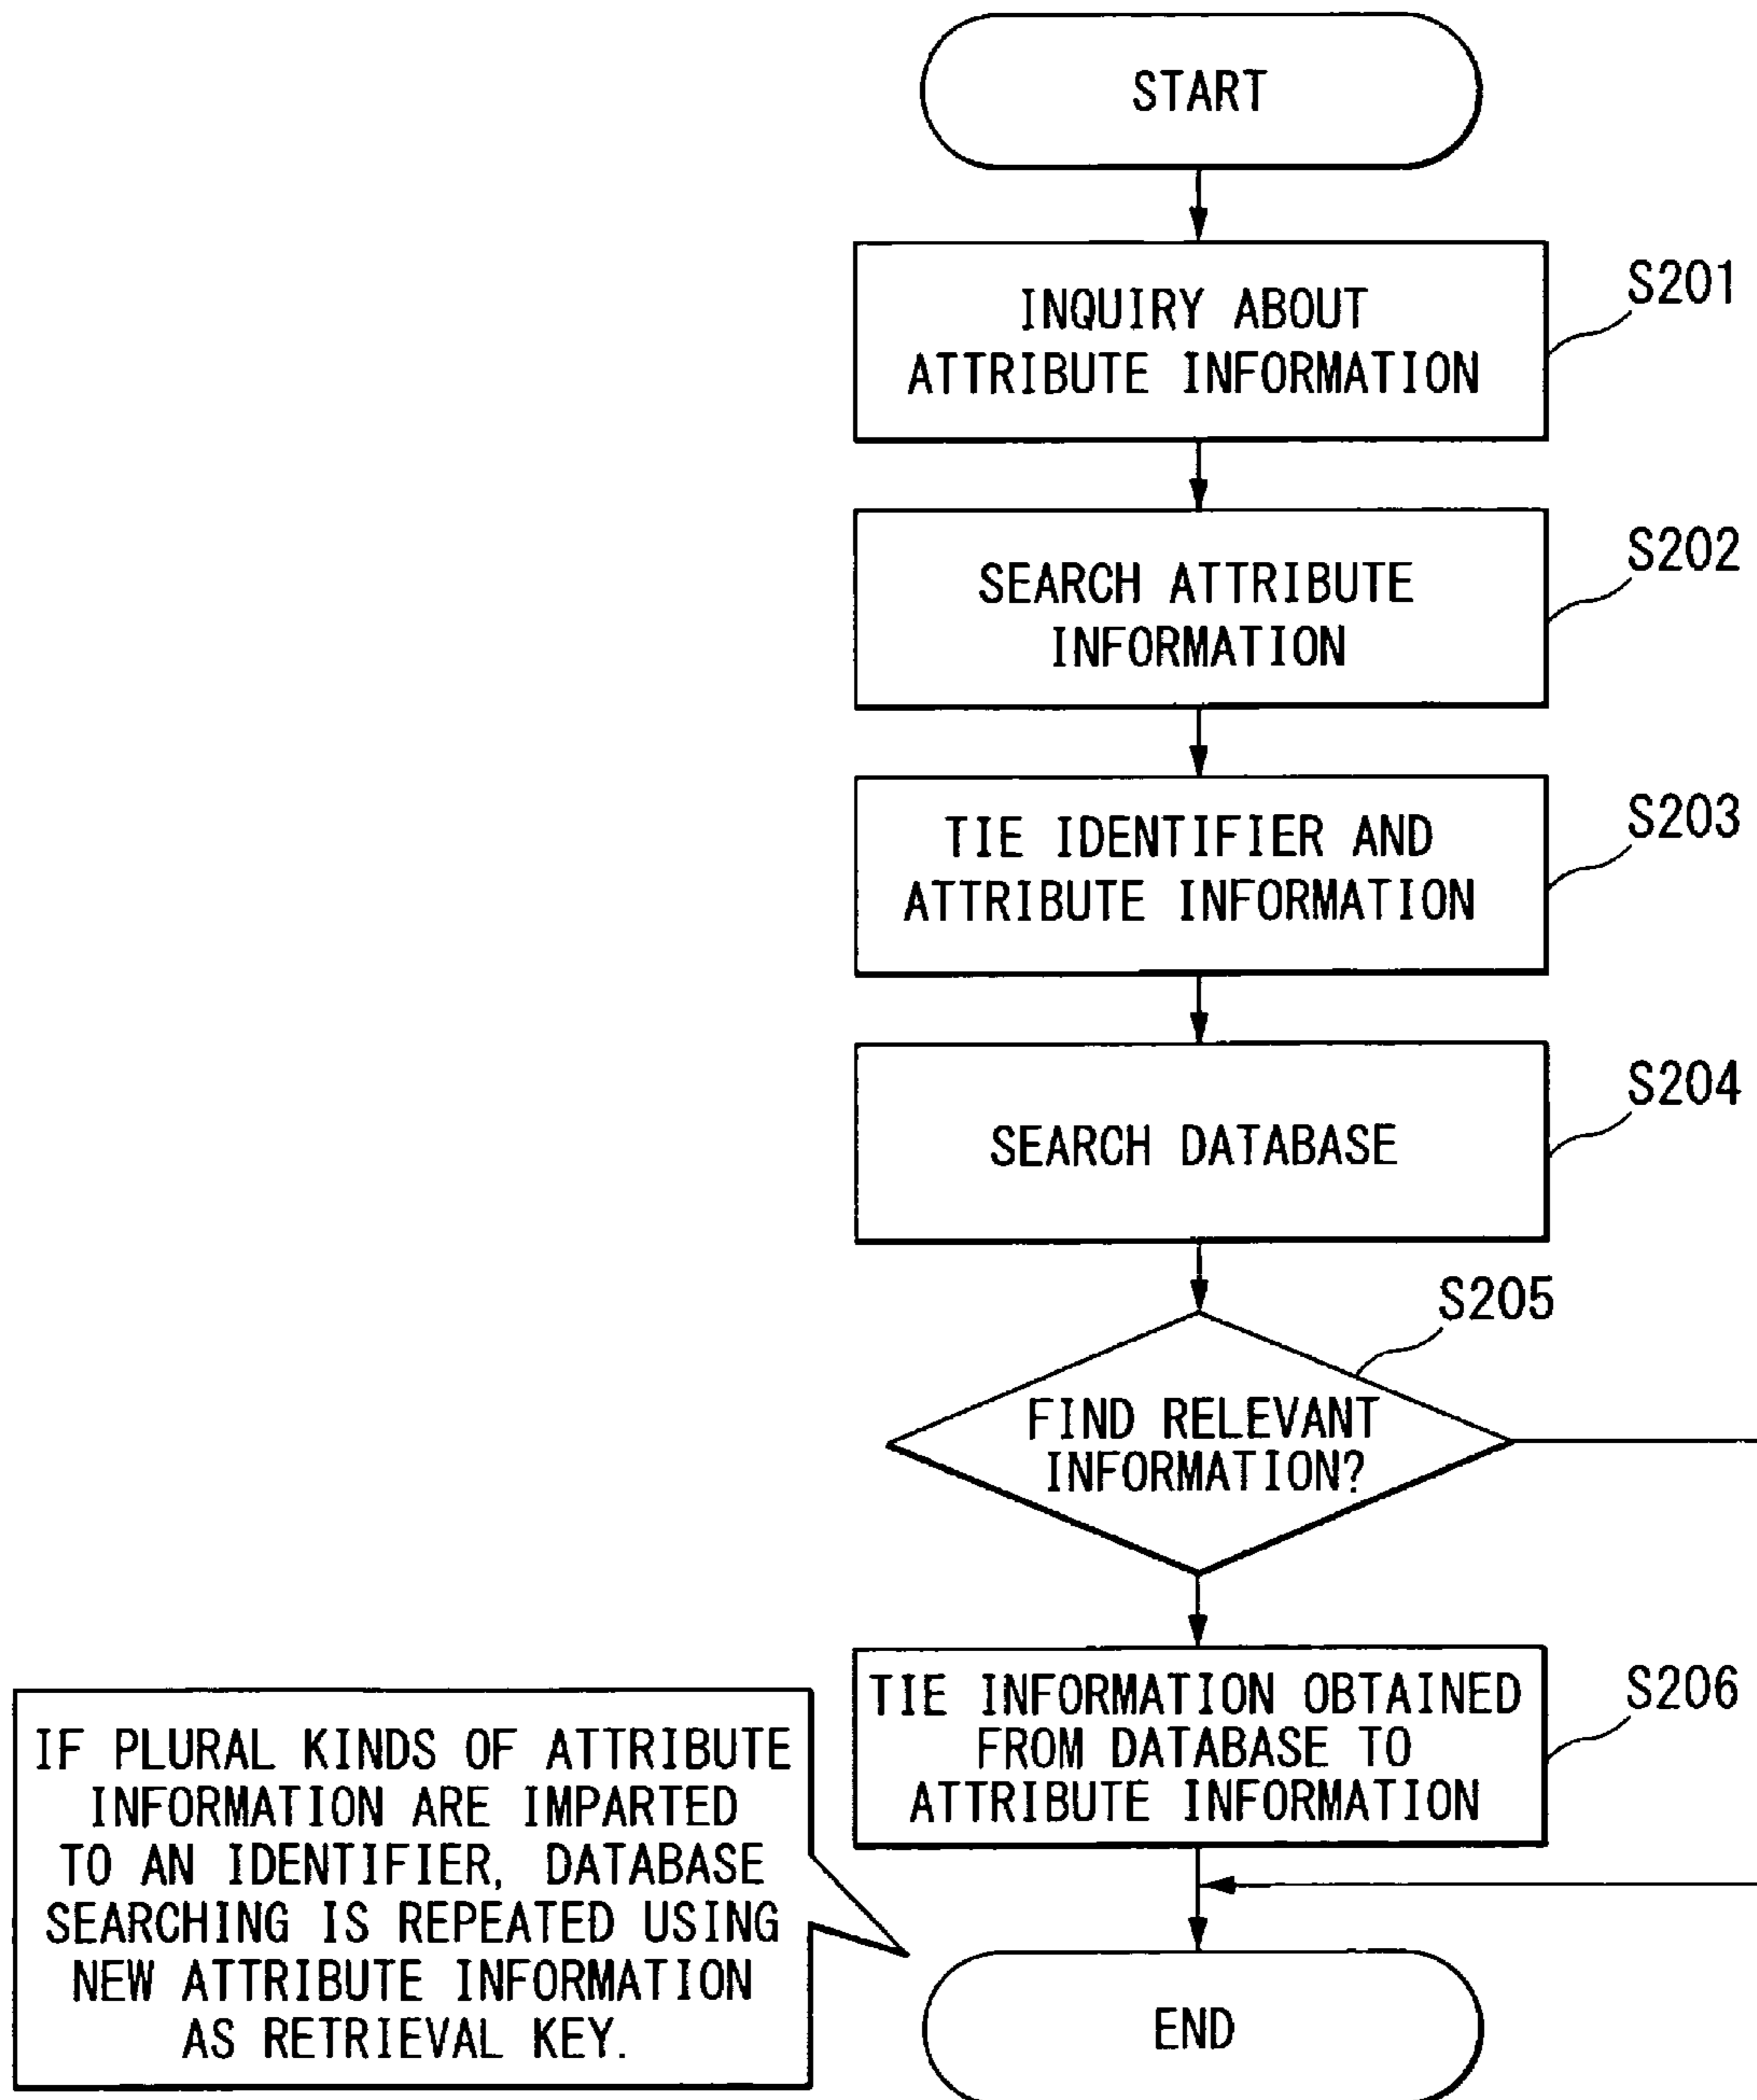 START
INQUIRY ABOUT
ATTRIBUTE INFORMATION
S201
SEARCH ATTRIBUTE
INFORMATION
S202
TIE IDENTIFIER AND
ATTRIBUTE INFORMATION
S203
SEARCH DATABASE
S204
FIND RELEVANT
INFORMATION?
S205
TIE INFORMATION OBTAINED
FROM DATABASE TO
ATTRIBUTE INFORMATION
S206
IF PLURAL KINDS OF ATTRIBUTE
INFORMATION ARE IMPARTED
TO AN IDENTIFIER, DATABASE
SEARCHING IS REPEATED USING
NEW ATTRIBUTE INFORMATION
AS RETRIEVAL KEY.
END